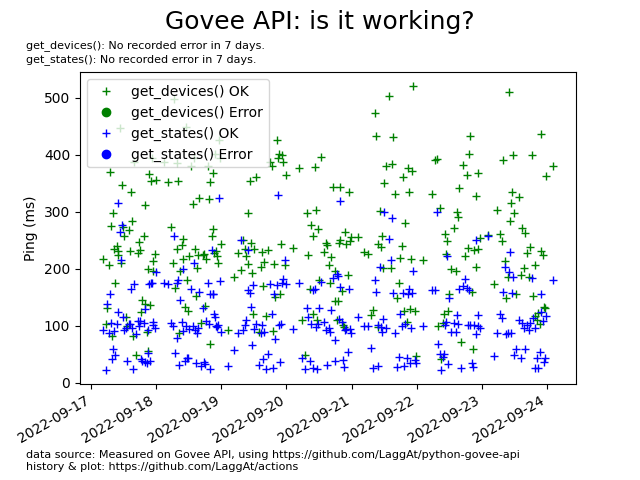 Govee API: is it working?
get_devices(): No recorded error in 7 days.
get_states(): No recorded error in 7 days.
get_devices() OK
get_devices() Error
get_states() OK
get_states() Error
Ping (ms)
500
400
300
200
100
0
2022-09-17
2022-09-18
2022-09-19
2022-09-20
2022-09-21
2022-09-22
2022-09-23
2022-09-24
data source: Measured on Govee API, using https://github.com/LaggAt/python-govee-api
history & plot: https://github.com/LaggAt/actions